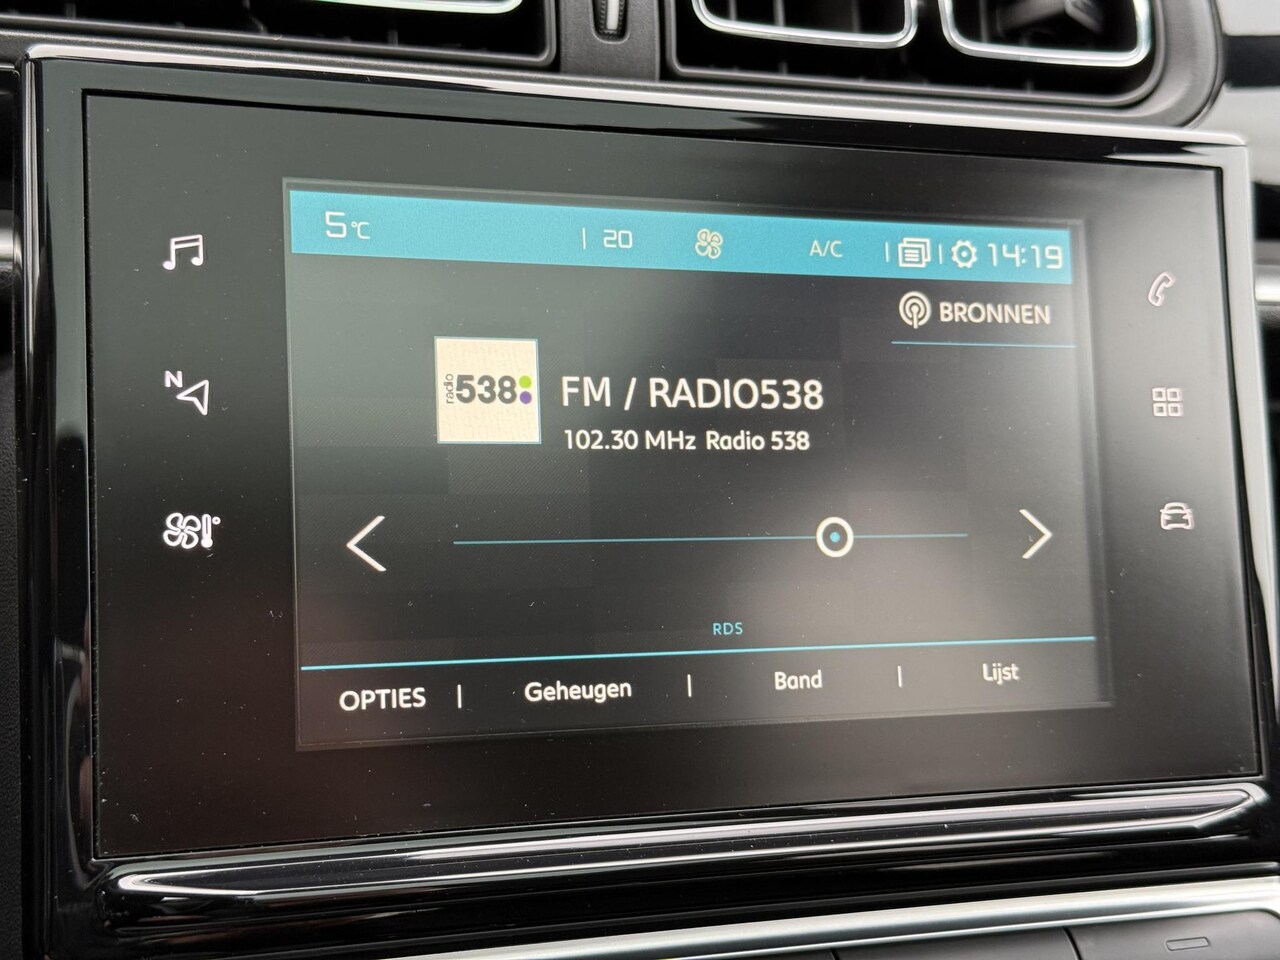 5°C | 20 A/C | | 14:19
BRONNEN
radio 538
FM / RADIO538
102.30 MHz Radio 538
N
RDS
OPTIES | Geheugen | Band | Lijst